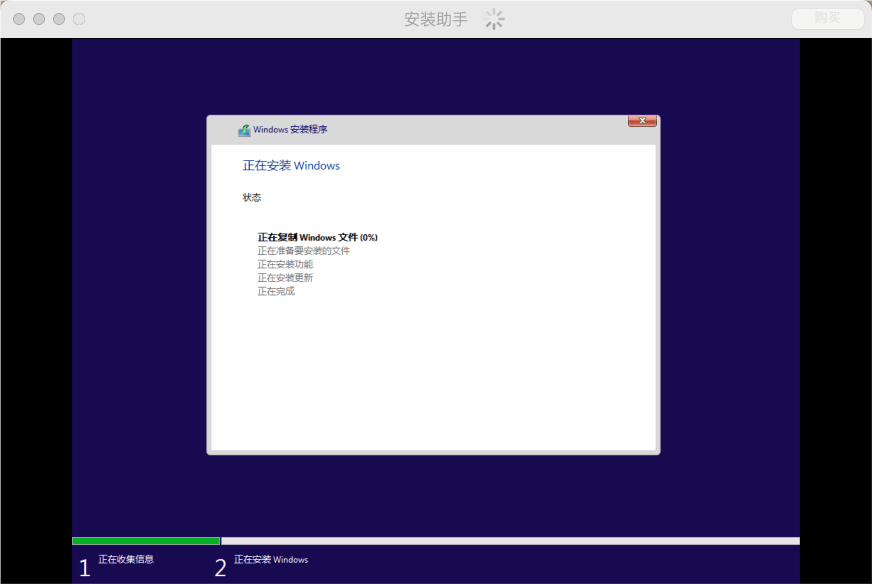 安装助手
购买
Windows 安装程序
正在安装 Windows
状态
正在复制 Windows 文件 (0%)
正在准备要安装的文件
正在安装功能
正在安装更新
正在完成
1 正在收集信息
2 正在安装 Windows